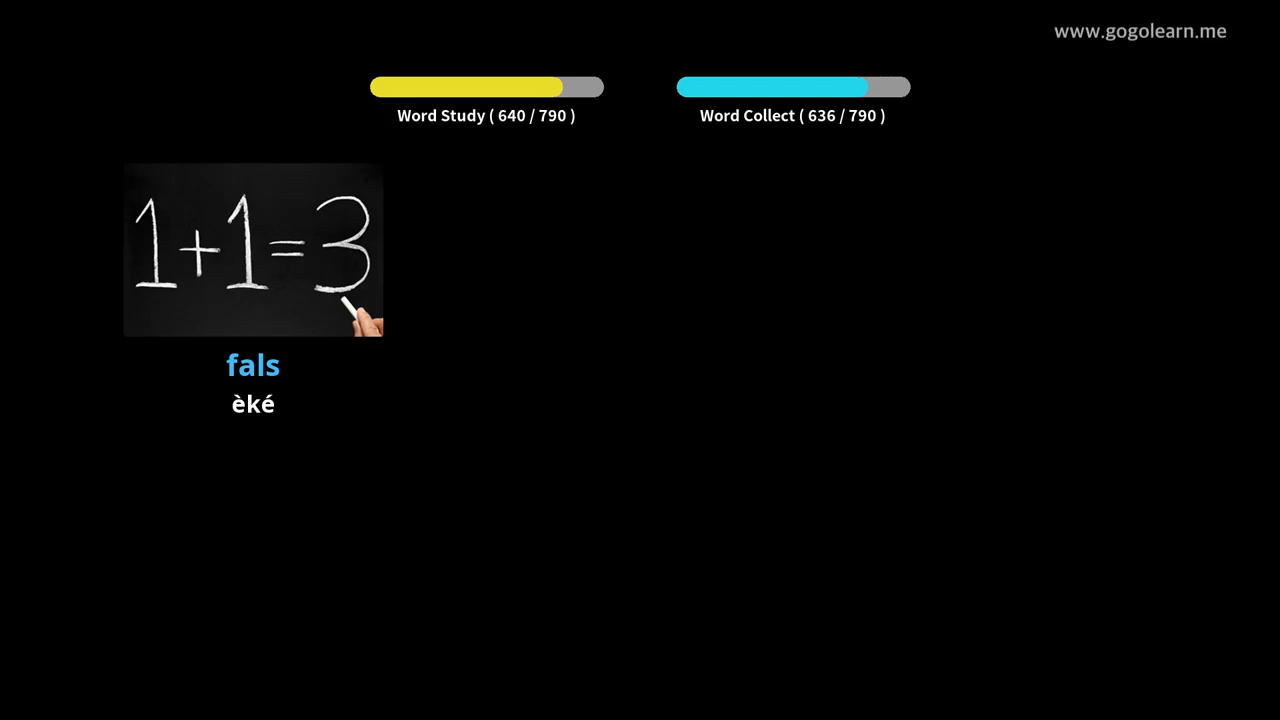 www.gogolearn.me
Word Study ( 640 / 790 )
Word Collect ( 636 / 790 )
1+1=3
fals
èké